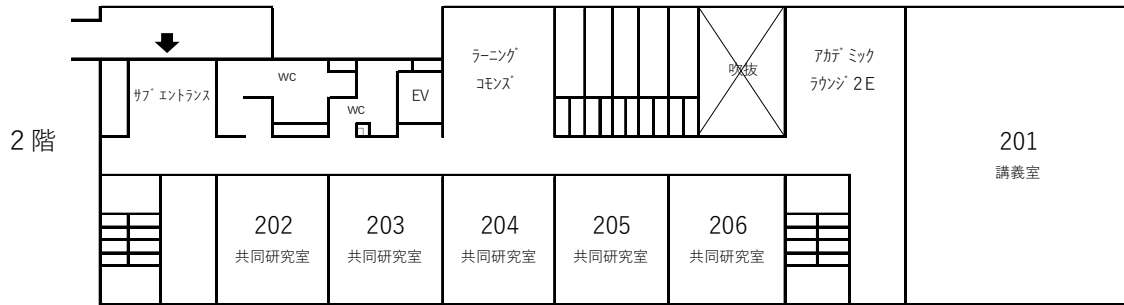 2階
サブエントランス
wc
wc
EV
ラーニング
コモンズ
吹抜
アカデミック
ラウンジ2E
201
講義室
202
共同研究室
203
共同研究室
204
共同研究室
205
共同研究室
206
共同研究室